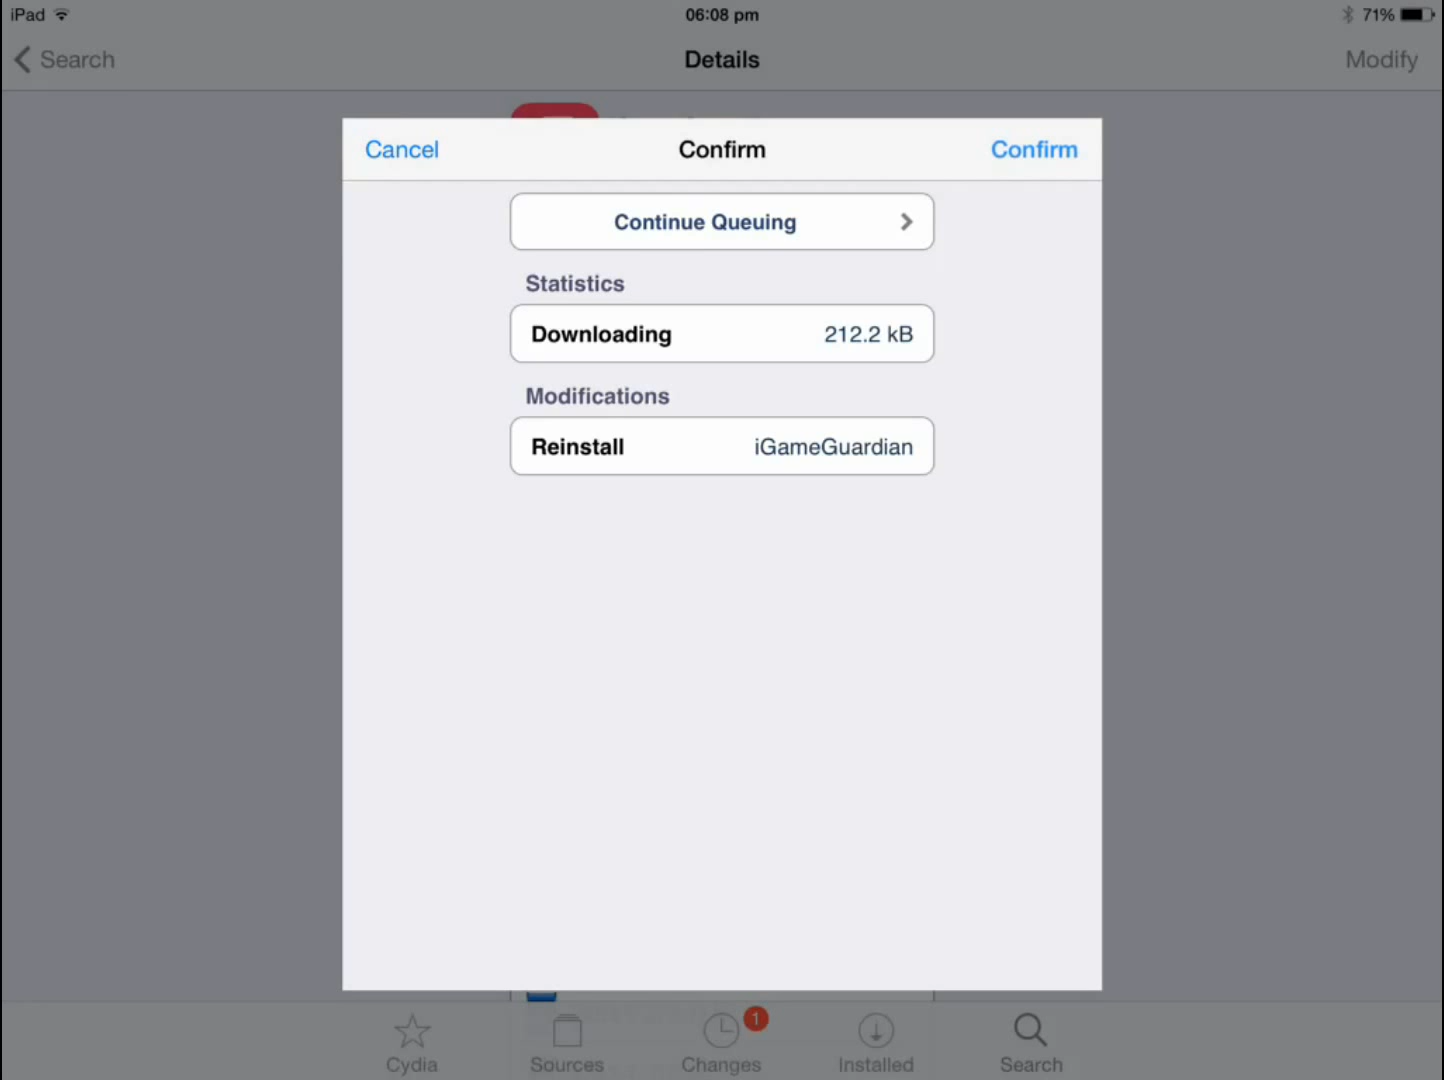 iPad
06:08 pm
71%
Search
Details
Modify
Cancel
Confirm
Confirm
Continue Queuing
Statistics
Downloading 212.2 kB
Modifications
Reinstall iGameGuardian
1
Cydia
Sources
Changes
Installed
Search